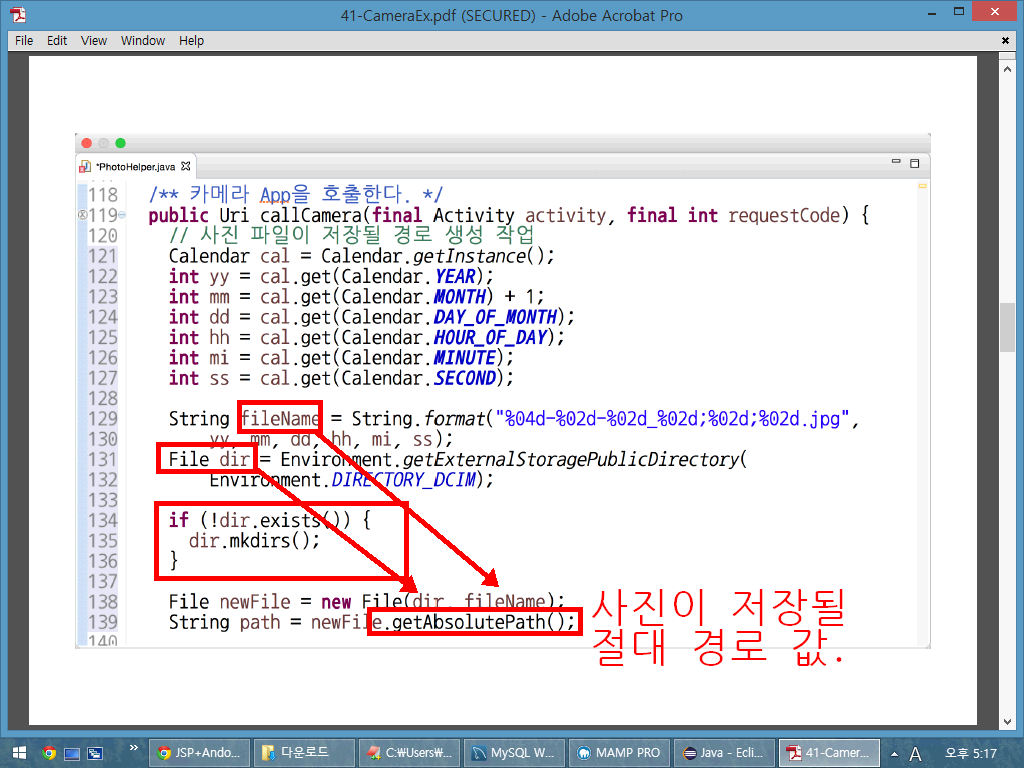 41-CameraEx.pdf (SECURED) - Adobe Acrobat Pro
File Edit View Window Help
*PhotoHelper.java
118 /** 카메라 App을 호출한다. */
119 public Uri callCamera(final Activity activity, final int requestCode) {
120 // 사진 파일이 저장될 경로 생성 작업
121 Calendar cal = Calendar.getInstance();
122 int yy = cal.get(Calendar.YEAR);
123 int mm = cal.get(Calendar.MONTH) + 1;
124 int dd = cal.get(Calendar.DAY_OF_MONTH);
125 int hh = cal.get(Calendar.HOUR_OF_DAY);
126 int mi = cal.get(Calendar.MINUTE);
127 int ss = cal.get(Calendar.SECOND);
128
129 String fileName = String.format("%04d-%02d-%02d_%02d;%02d;%02d.jpg",
130 yy, mm, dd, hh, mi, ss);
131 File dir = Environment.getExternalStoragePublicDirectory(
132 Environment.DIRECTORY_DCIM);
133
134 if (!dir.exists()) {
135 dir.mkdirs();
136 }
137
138 File newFile = new File(dir, fileName);
139 String path = newFile.getAbsolutePath();
140
사진이 저장될
절대 경로 값.
JSP+Ando... 다운로드 C:\Users\... MySQL W... MAMP PRO Java - Ecli... 41-Camer... A 오후 5:17